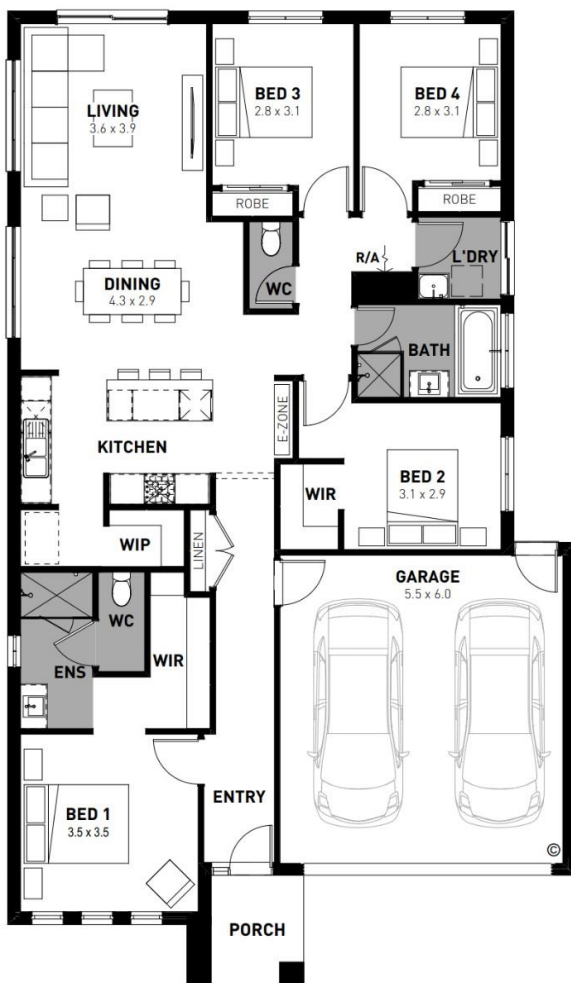 LIVING
3.6 x 3.9
BED 3
2.8 x 3.1
BED 4
2.8 x 3.1
ROBE
ROBE
R/A
L'DRY
WC
DINING
4.3 x 2.9
BATH
KITCHEN
E-ZONE
BED 2
3.1 x 2.9
WIR
WIP
LINEN
GARAGE
5.5 x 6.0
WC
ENS
WIR
BED 1
3.5 x 3.5
ENTRY
©
PORCH